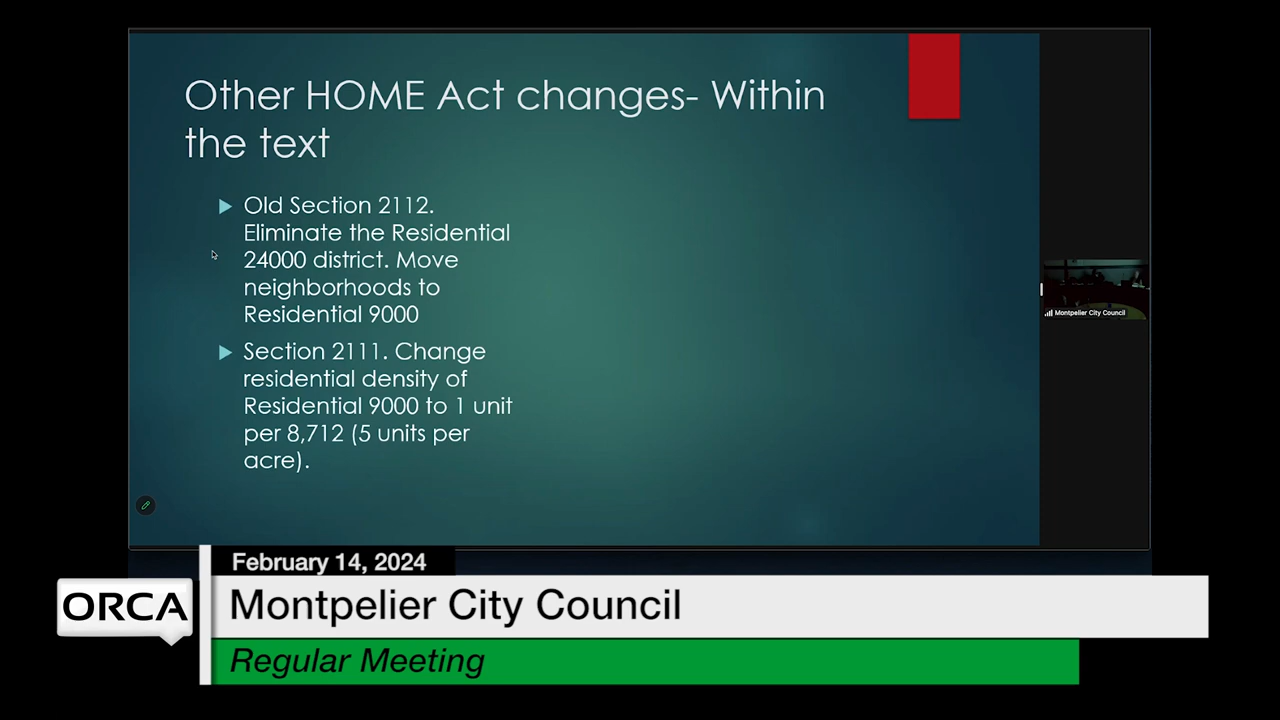 Other HOME Act changes- Within
the text
Old Section 2112.
Eliminate the Residential
24000 district. Move
neighborhoods to
Residential 9000
Section 2111. Change
residential density of
Residential 9000 to 1 unit
per 8,712 (5 units per
acre).
Montpelier City Council
February 14, 2024
ORCA
Montpelier City Council
Regular Meeting